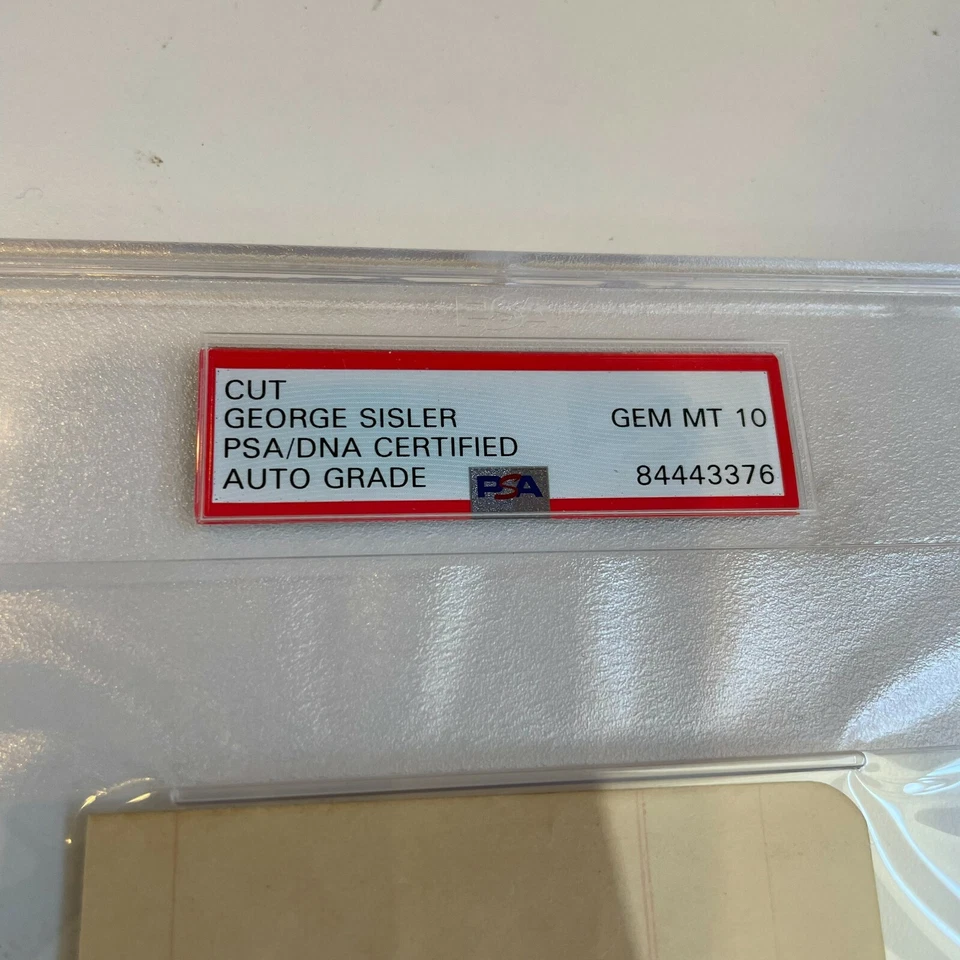 CUT
GEORGE SISLER GEM MT 10
PSA/DNA CERTIFIED
AUTO GRADE 84443376
PSA